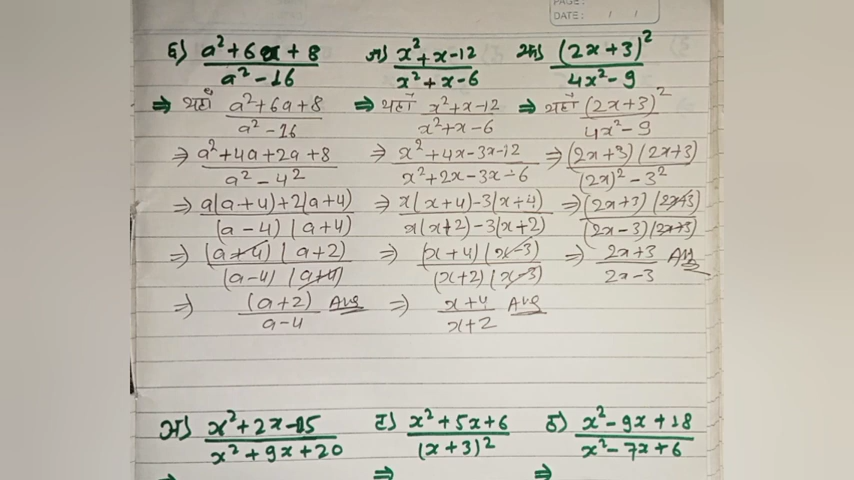 PAGE:
DATE: / /
छ) a²+6a+8/a²-16 ज) x²+x-12/x²+x-6 झ) (2x+3)²/4x²-9
⇒ यहाँ a²+6a+8/a²-16 ⇒ यहाँ x²+x-12/x²+x-6 ⇒ यहाँ (2x+3)²/4x²-9
⇒ a²+4a+2a+8/a²-4² ⇒ x²+4x-3x-12/x²+2x-3x-6 ⇒ (2x+3)(2x+3)/(2x)²-3²
⇒ a(a+4)+2(a+4)/(a-4)(a+4) ⇒ x(x+4)-3(x+4)/x(x+2)-3(x+2) ⇒ (2x+3)(2x+3)/(2x-3)(2x+3)
⇒ (a+4)(a+2)/(a-4)(a+4) ⇒ (x+4)(x-3)/(x+2)(x-3) ⇒ 2x+3/2x-3 Ans
⇒ (a+2)/a-4 Ans ⇒ x+4/x+2 Ans
ञ) x²+2x-15/x²+9x+20 ट) x²+5x+6/(x+3)² ठ) x²-9x+18/x²-7x+6
⇒ ⇒ ⇒